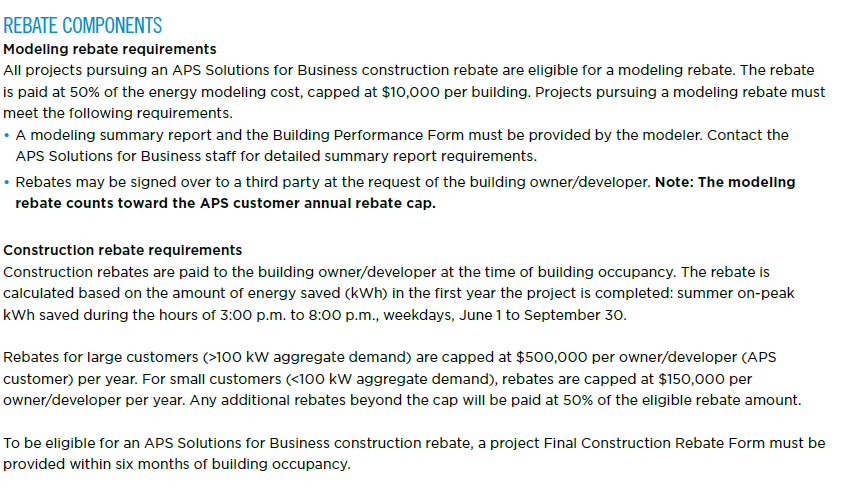 REBATE COMPONENTS
Modeling rebate requirements
All projects pursuing an APS Solutions for Business construction rebate are eligible for a modeling rebate. The rebate
is paid at 50% of the energy modeling cost, capped at $10,000 per building. Projects pursuing a modeling rebate must
meet the following requirements.
• A modeling summary report and the Building Performance Form must be provided by the modeler. Contact the
APS Solutions for Business staff for detailed summary report requirements.
• Rebates may be signed over to a third party at the request of the building owner/developer. Note: The modeling
rebate counts toward the APS customer annual rebate cap.
Construction rebate requirements
Construction rebates are paid to the building owner/developer at the time of building occupancy. The rebate is
calculated based on the amount of energy saved (kWh) in the first year the project is completed: summer on-peak
kWh saved during the hours of 3:00 p.m. to 8:00 p.m., weekdays, June 1 to September 30.
Rebates for large customers (>100 kW aggregate demand) are capped at $500,000 per owner/developer (APS
customer) per year. For small customers (<100 kW aggregate demand), rebates are capped at $150,000 per
owner/developer per year. Any additional rebates beyond the cap will be paid at 50% of the eligible rebate amount.
To be eligible for an APS Solutions for Business construction rebate, a project Final Construction Rebate Form must be
provided within six months of building occupancy.